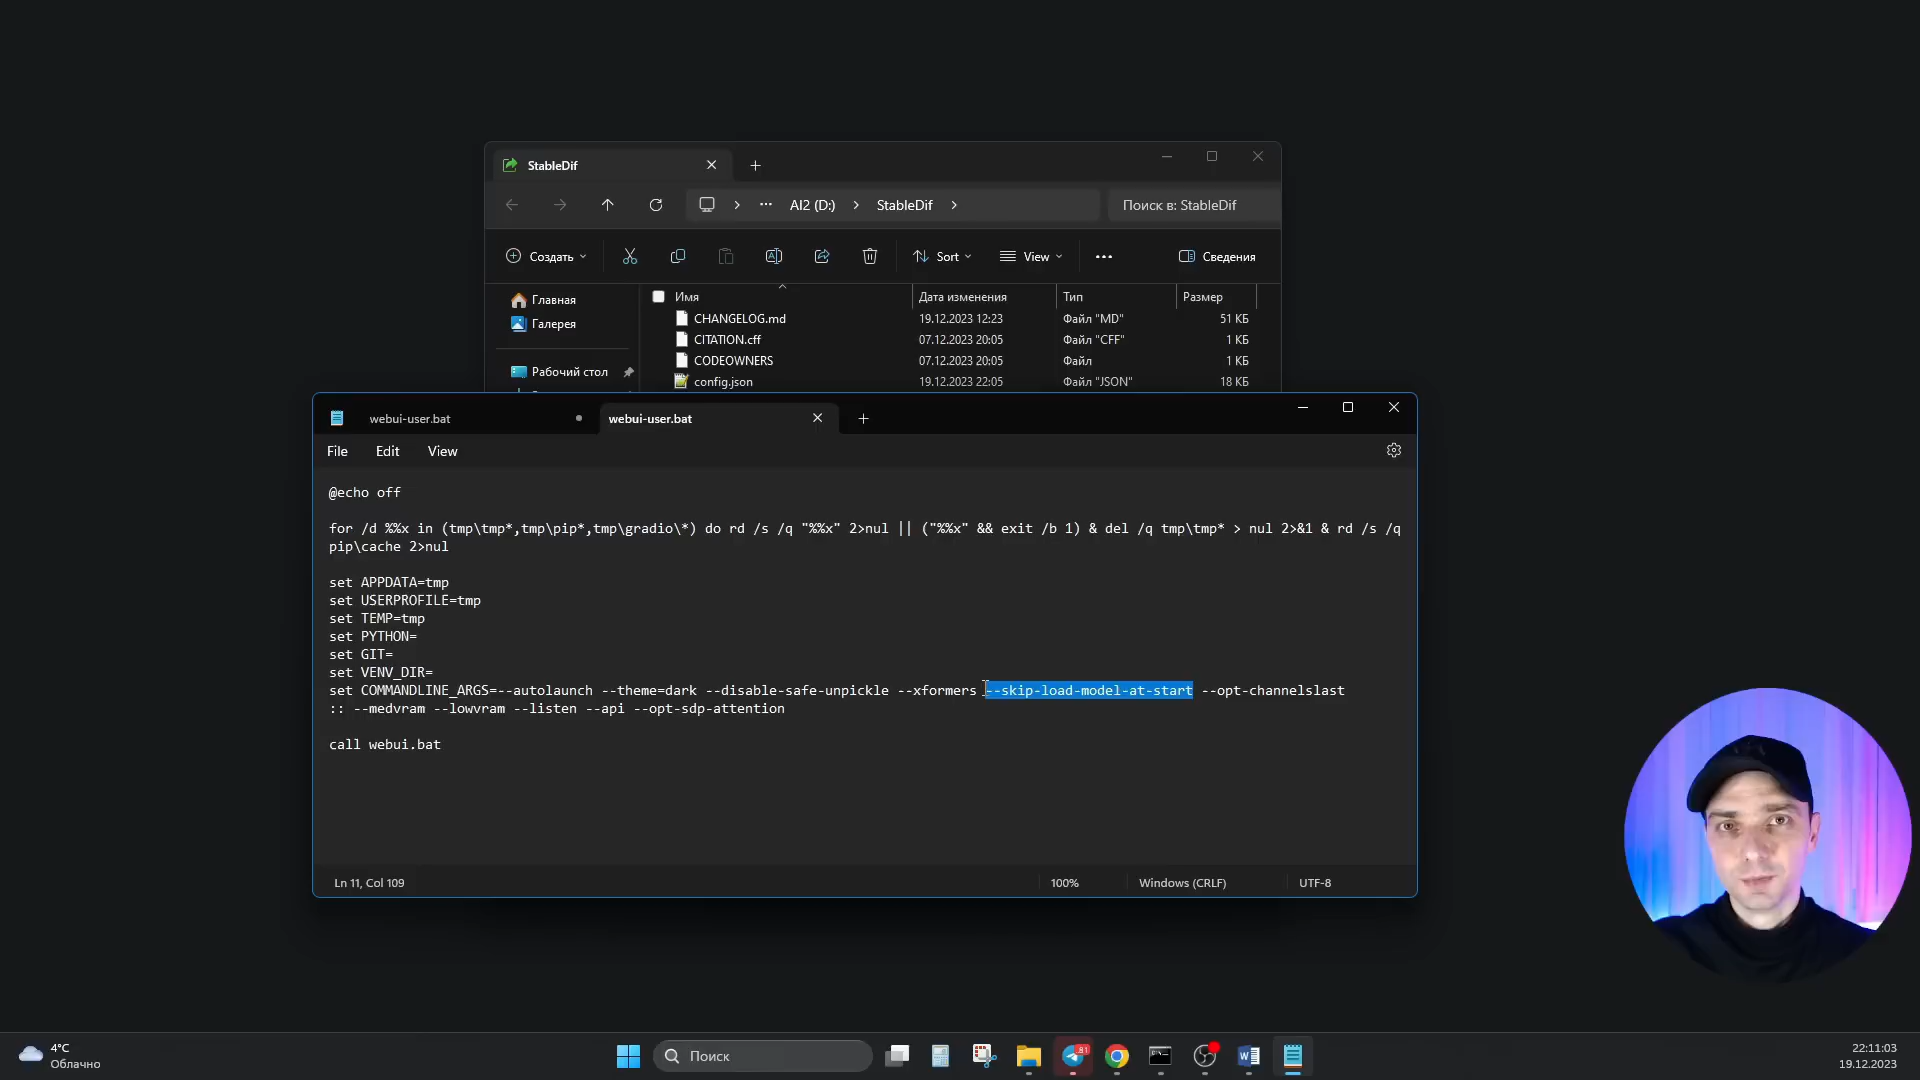 StableDif
AI2 (D:)
StableDif
Поиск в: StableDif
Создать
Sort
View
Сведения
Главная
Галерея
Рабочий стол
Имя
Дата изменения
Тип
Размер
CHANGELOG.md 19.12.2023 12:23 Файл "MD" 51 КБ
CITATION.cff 07.12.2023 20:05 Файл "CFF" 1 КБ
CODEOWNERS 07.12.2023 20:05 Файл 1 КБ
config.json 19.12.2023 22:05 Файл "JSON" 18 КБ
webui-user.bat
webui-user.bat
File Edit View
@echo off
for /d %%x in (tmp\tmp*,tmp\pip*,tmp\gradio\*) do rd /s /q "%%x" 2>nul || ("%%x" && exit /b 1) & del /q tmp\tmp* > nul 2>&1 & rd /s /q
pip\cache 2>nul
set APPDATA=tmp
set USERPROFILE=tmp
set TEMP=tmp
set PYTHON=
set GIT=
set VENV_DIR=
set COMMANDLINE_ARGS=--autolaunch --theme=dark --disable-safe-unpickle --xformers --skip-load-model-at-start --opt-channelslast
:: --medvram --lowvram --listen --api --opt-sdp-attention
call webui.bat
Ln 11, Col 109
100%
Windows (CRLF)
UTF-8
4°C
Облачно
Поиск
81
22:11:03
19.12.2023